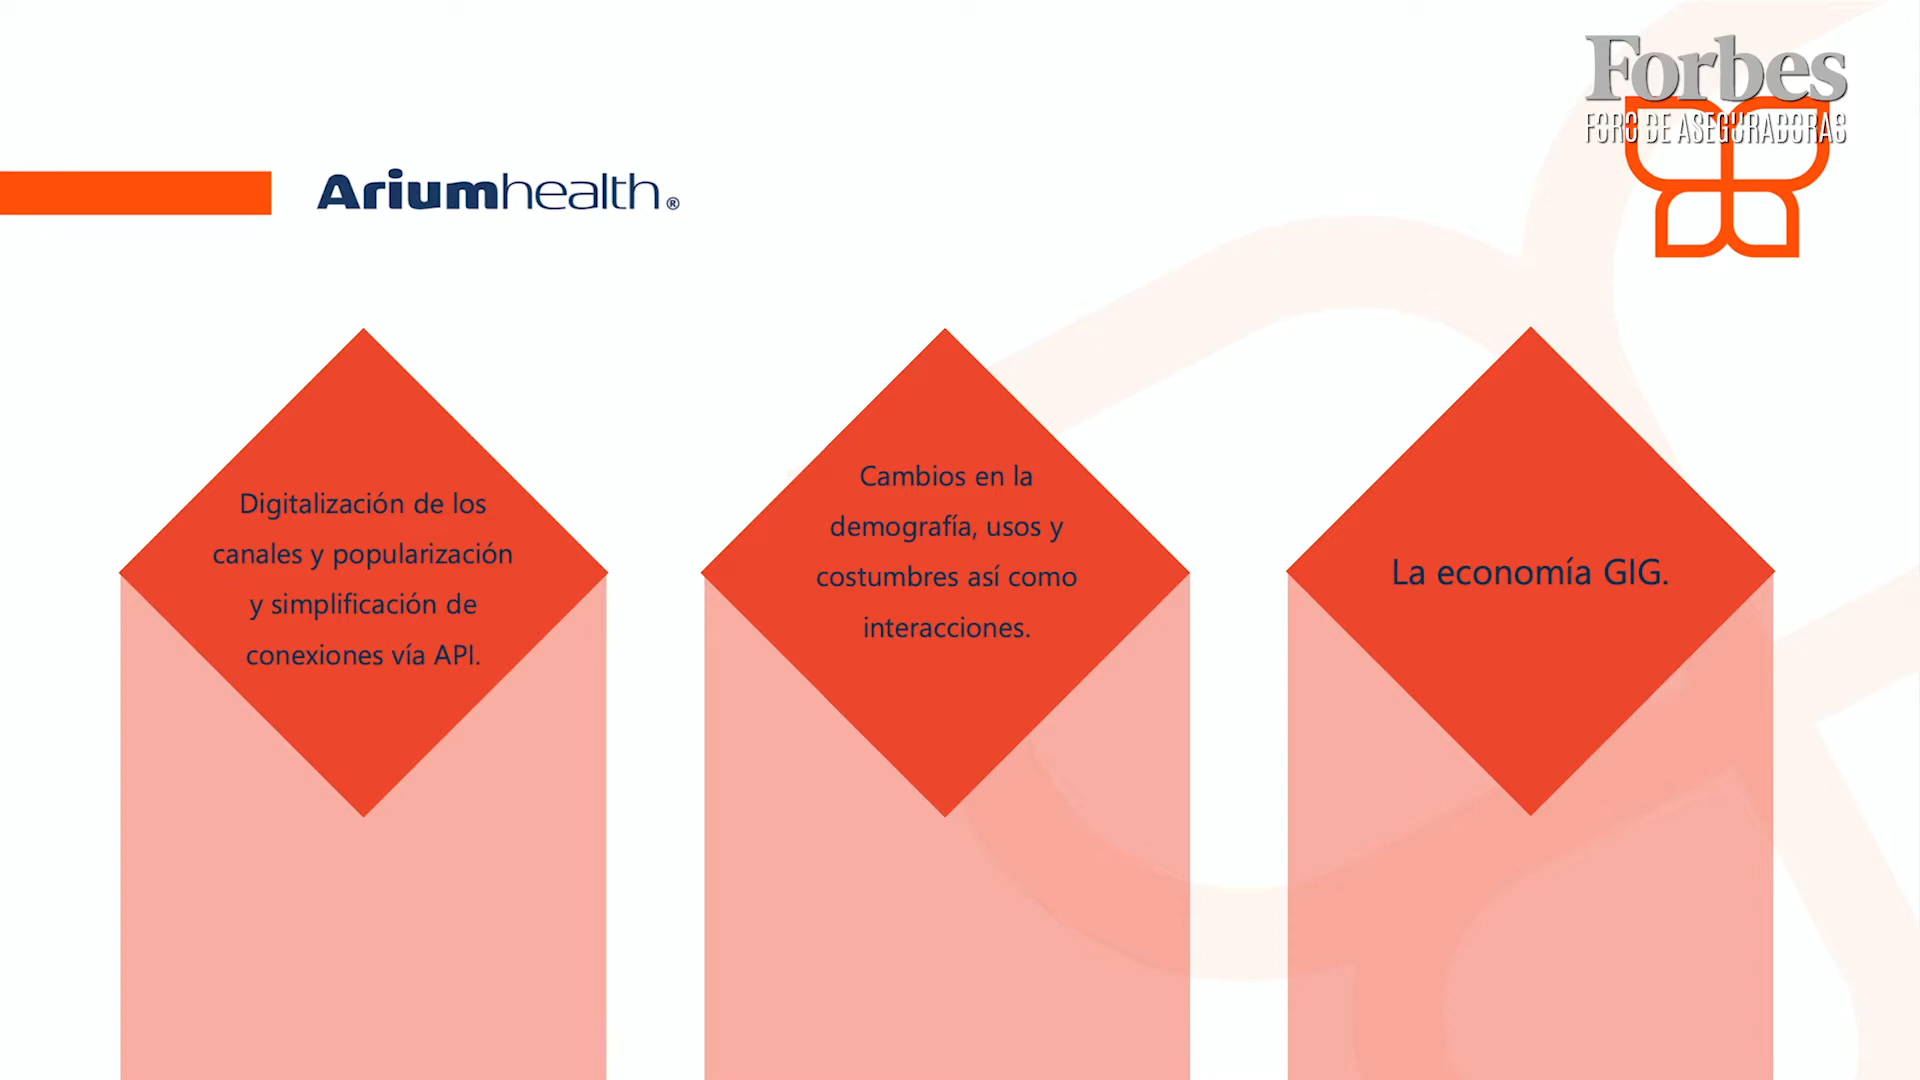 Forbes
FORO DE ASEGURADORAS
Ariumhealth®
Digitalización de los
canales y popularización
y simplificación de
conexiones vía API.
Cambios en la
demografía, usos y
costumbres así como
interacciones.
La economía GIG.